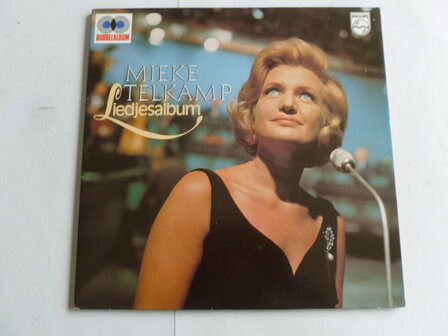 DUBBELALBUM
PHILIPS
MIEKE
TELKAMP
Liedjesalbum